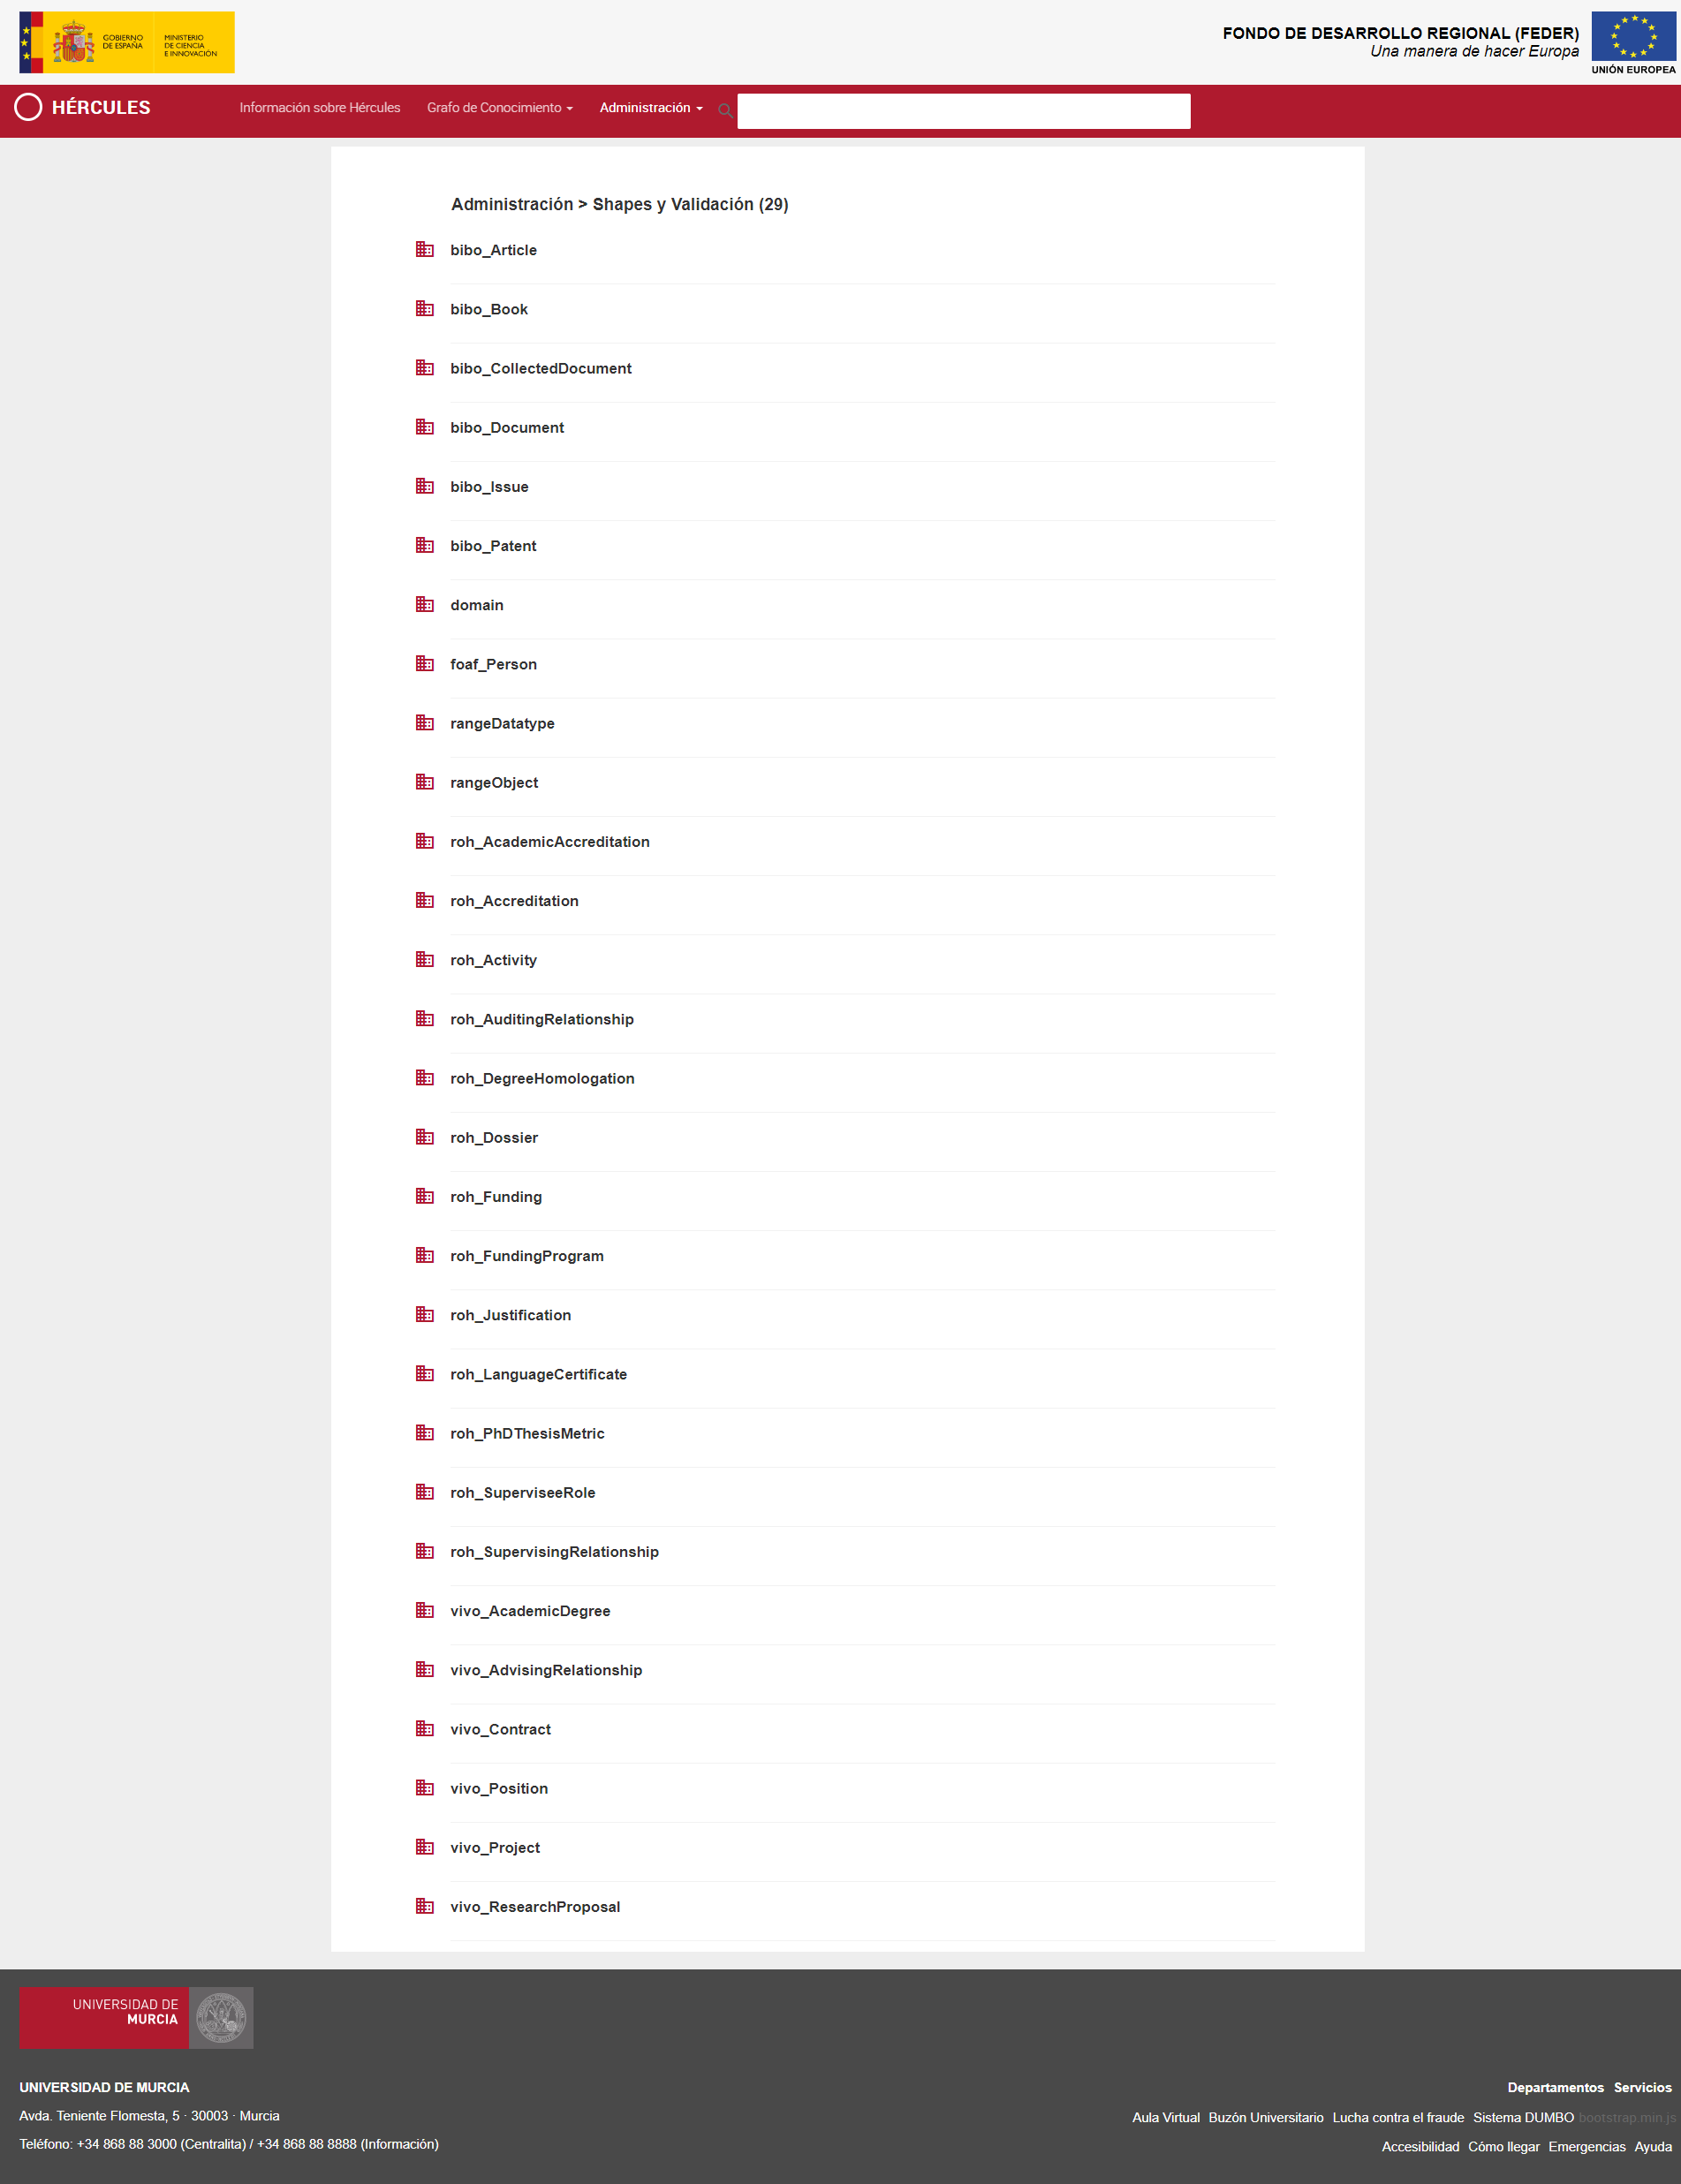 GOBIERNO
DE ESPAÑA
MINISTERIO
DE CIENCIA
E INNOVACIÓN
FONDO DE DESARROLLO REGIONAL (FEDER)
Una manera de hacer Europa
UNIÓN EUROPEA
HÉRCULES
Información sobre Hércules Grafo de Conocimiento Administración
Administración > Shapes y Validación (29)
bibo_Article
bibo_Book
bibo_CollectedDocument
bibo_Document
bibo_Issue
bibo_Patent
domain
foaf_Person
rangeDatatype
rangeObject
roh_AcademicAccreditation
roh_Accreditation
roh_Activity
roh_AuditingRelationship
roh_DegreeHomologation
roh_Dossier
roh_Funding
roh_FundingProgram
roh_Justification
roh_LanguageCertificate
roh_PhDThesisMetric
roh_SuperviseeRole
roh_SupervisingRelationship
vivo_AcademicDegree
vivo_AdvisingRelationship
vivo_Contract
vivo_Position
vivo_Project
vivo_ResearchProposal
UNIVERSIDAD DE
MURCIA
UNIVERSIDAD DE MURCIA
Avda. Teniente Flomesta, 5 · 30003 · Murcia
Teléfono: +34 868 88 3000 (Centralita) / +34 868 88 8888 (Información)
Departamentos Servicios
Aula Virtual Buzón Universitario Lucha contra el fraude Sistema DUMBO bootstrap.min.js
Accesibilidad Cómo llegar Emergencias Ayuda